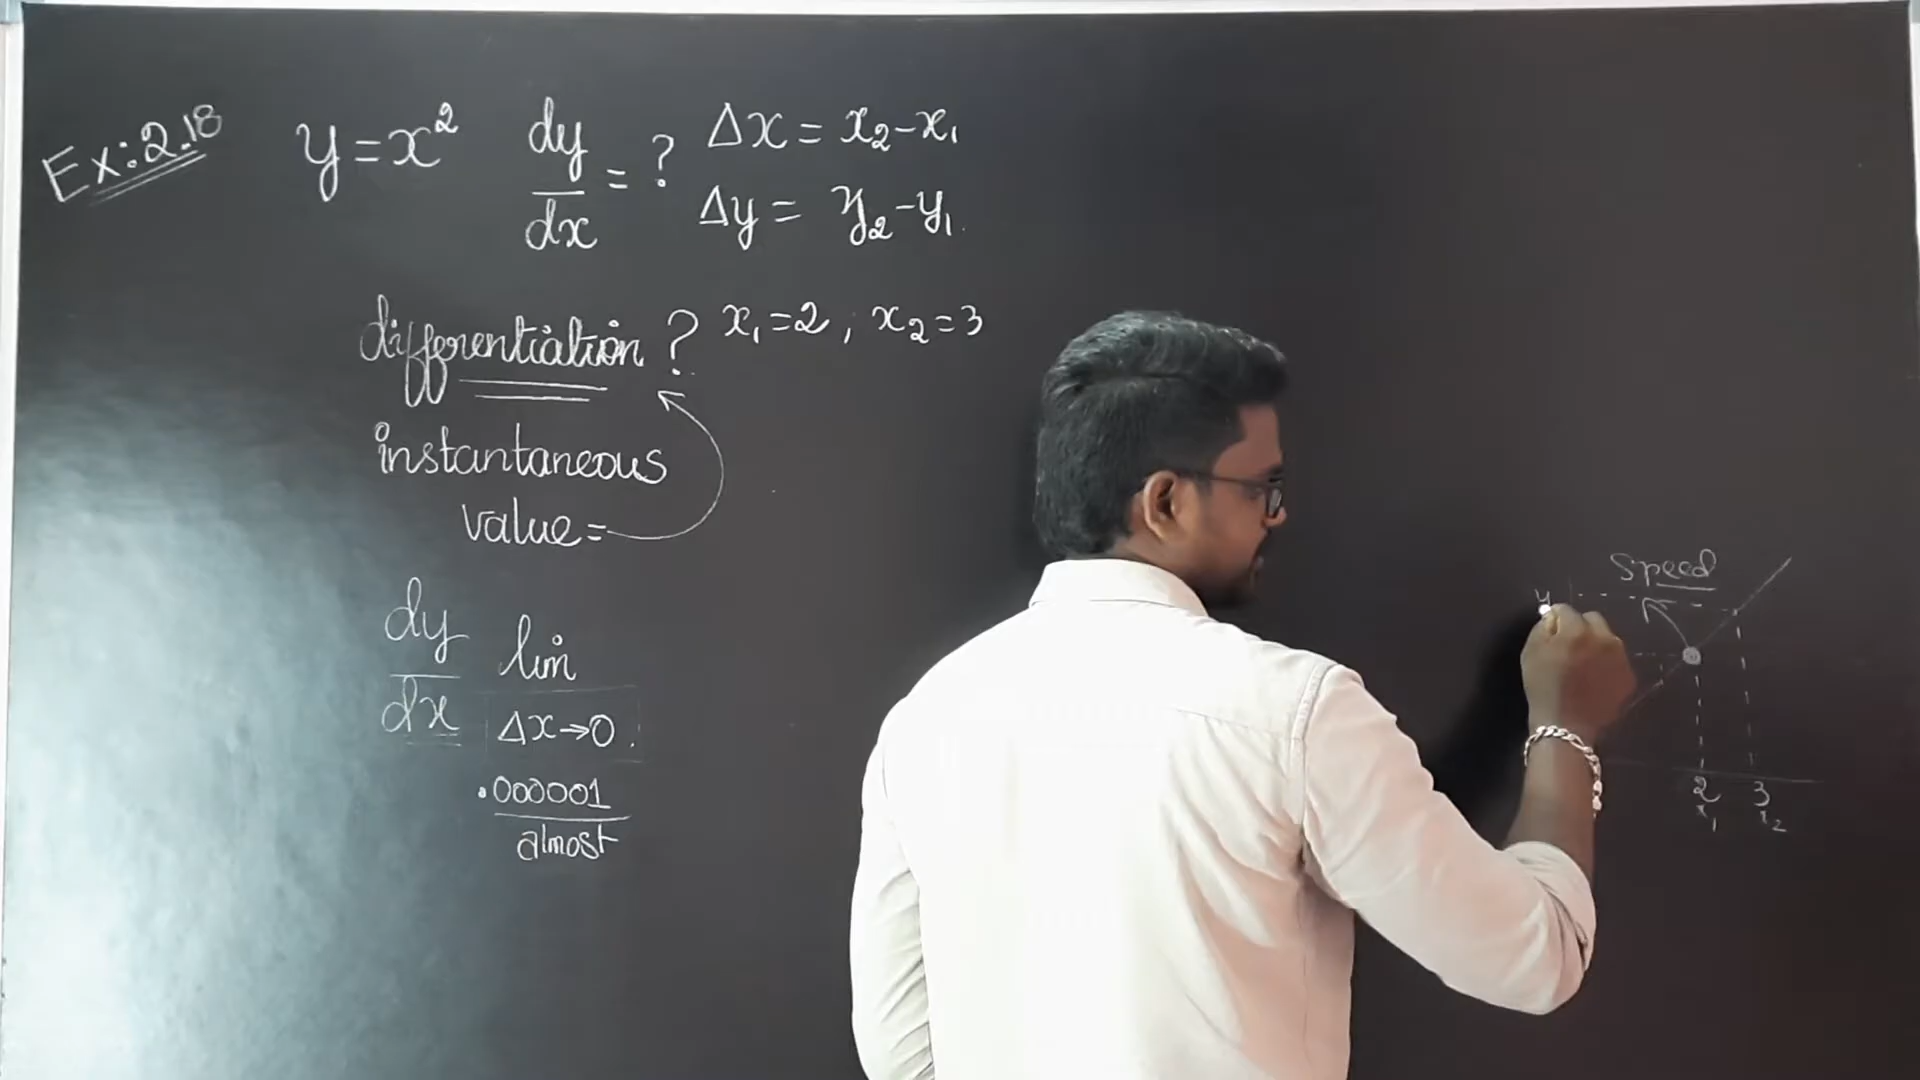 Ex:2.18
y=x² dy/dx = ? Δx = x₂-x₁
Δy = y₂-y₁
differentiation ? x₁=2, x₂=3
instantaneous
value =
dy/dx lim
Δx→0.
.000001
almost
speed
y
2 3
x₁ x₂